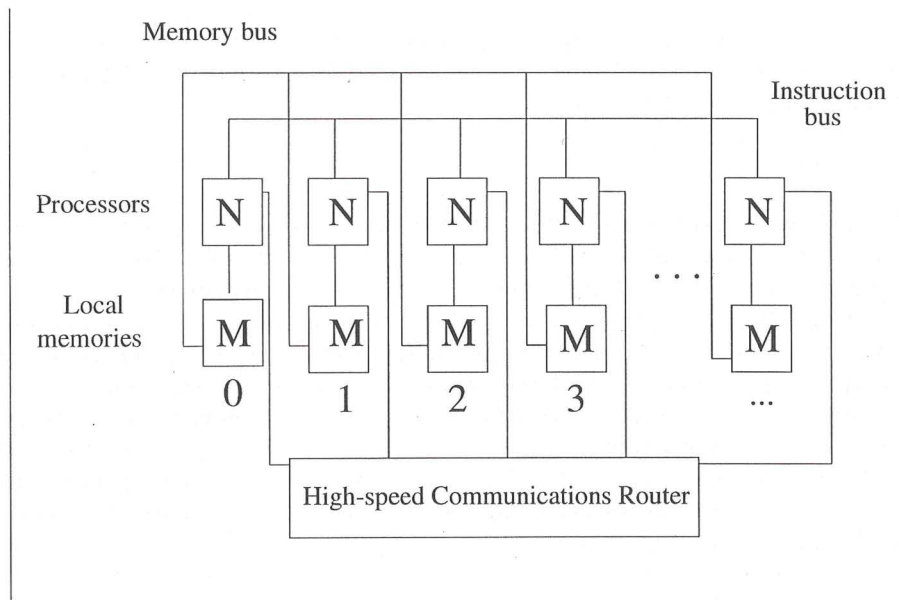 Memory bus
Instruction
bus
Processors
N N N N N
. . .
Local
memories
M M M M M
0 1 2 3 ...
High-speed Communications Router